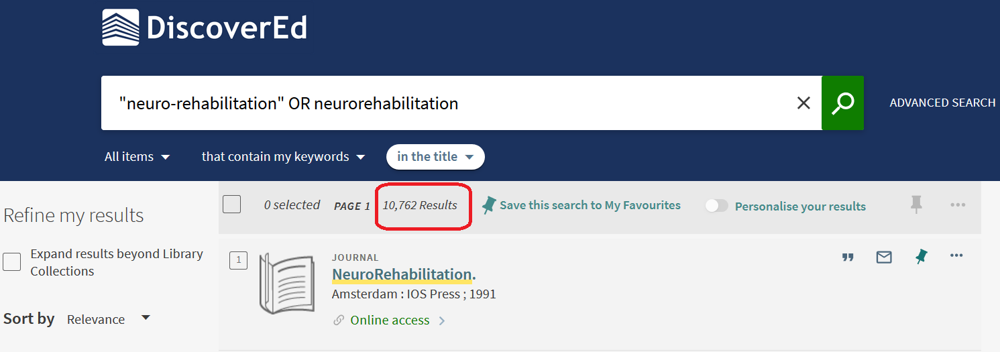 DiscoverEd
"neuro-rehabilitation" OR neurorehabilitation
ADVANCED SEARCH
All items that contain my keywords in the title
0 selected PAGE 1 10,762 Results Save this search to My Favourites Personalise your results
Refine my results
Expand results beyond Library
Collections
Sort by Relevance
1
JOURNAL
NeuroRehabilitation.
Amsterdam : IOS Press ; 1991
Online access